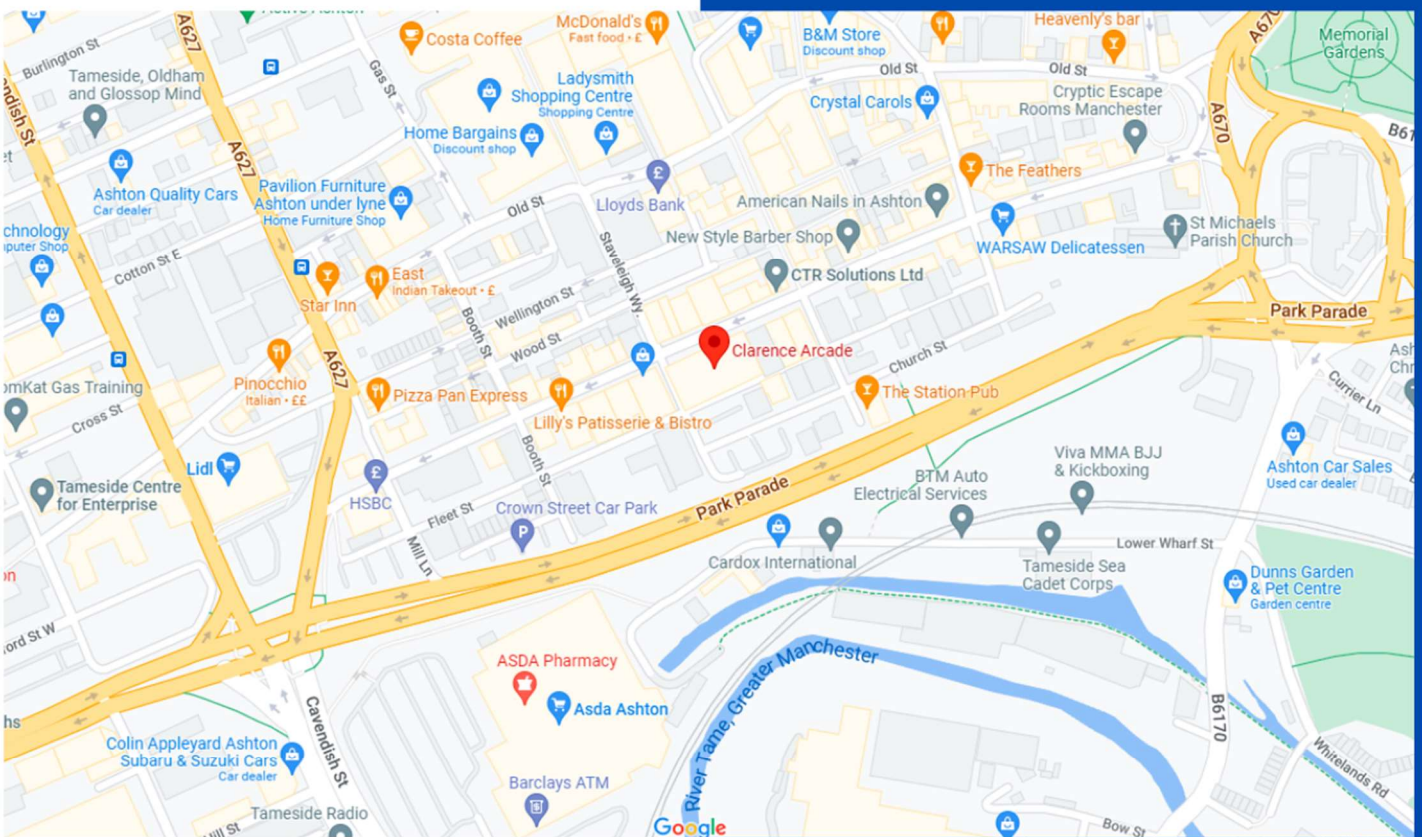 Active Ashton
McDonald's
Fast food • £
Costa Coffee
B&M Store
Discount shop
Heavenly's bar
A670
Memorial
Gardens
Burlington St
A627
Gas St
Tameside, Oldham
and Glossop Mind
Ladysmith
Shopping Centre
Shopping Centre
Old St
Old St
Cryptic Escape
Rooms Manchester
Crystal Carols
A670
Home Bargains
Discount shop
A627
Ashton Quality Cars
Car dealer
Pavilion Furniture
Ashton under lyne
Home Furniture Shop
Old St
£
Lloyds Bank
American Nails in Ashton
The Feathers
New Style Barber Shop
WARSAW Delicatessen
St Michaels
Parish Church
Cotton St E
Staveleigh Wy.
East
Indian Takeout • £
Star Inn
CTR Solutions Ltd
Wellington St
Booth St
Wood St
Park Parade
Clarence Arcade
Church St
A627
Pinocchio
Italian • ££
Pizza Pan Express
The Station Pub
Currier Ln
Cross St
Lilly's Patisserie & Bistro
Lidl
Booth St
Viva MMA BJJ
& Kickboxing
Ashton Car Sales
Used car dealer
Tameside Centre
for Enterprise
£
HSBC
BTM Auto
Electrical Services
Park Parade
Fleet St
Crown Street Car Park
P
Mill Ln
Cardox International
Lower Wharf St
Tameside Sea
Cadet Corps
Dunns Garden
& Pet Centre
Garden centre
ASDA Pharmacy
River Tame, Greater Manchester
Asda Ashton
B6170
Cavendish St
Colin Appleyard Ashton
Subaru & Suzuki Cars
Car dealer
Whitelands Rd
Barclays ATM
Tameside Radio
Google
Bow St